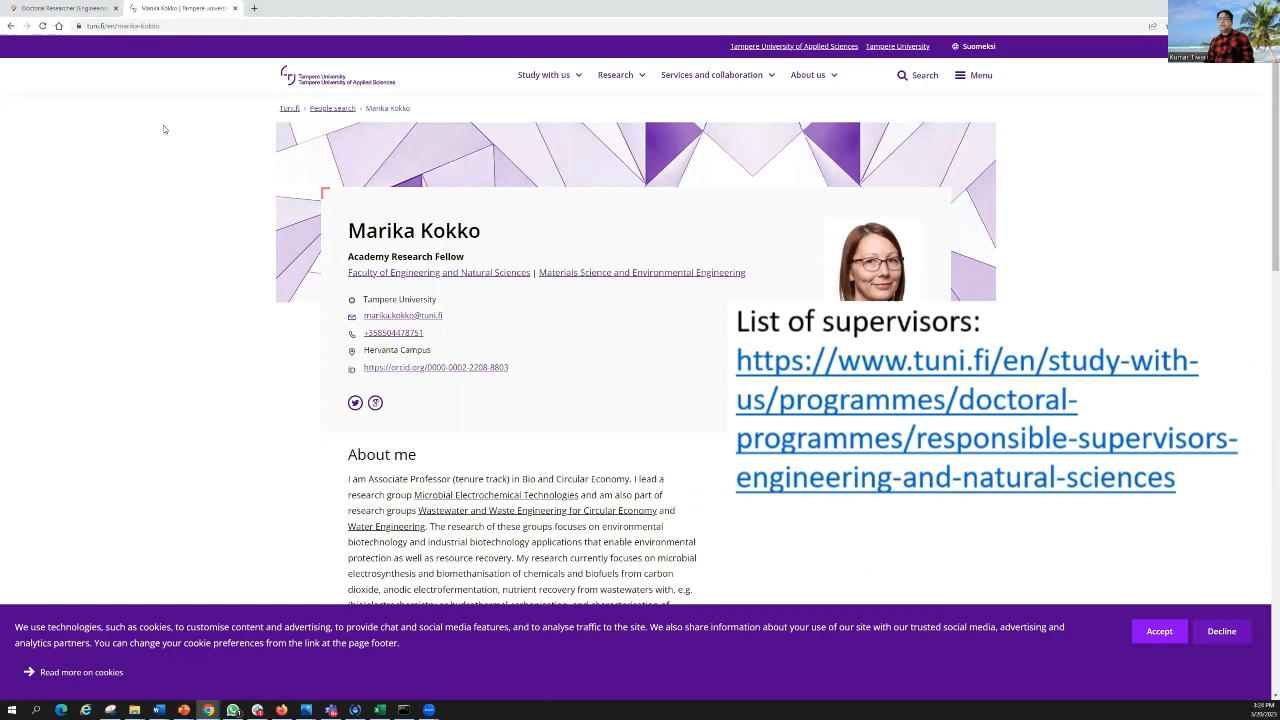 Doctoral Researcher (Engineerin
Marika Kokko | Tampere univers
tuni.fi/en/marika-kokko
Kumar Tiwari
Tampere University of Applied Sciences
Tampere University
Suomeksi
Tampere University
Tampere University of Applied Sciences
Study with us
Research
Services and collaboration
About us
Search
Menu
Tuni.fi › People search › Marika Kokko
Marika Kokko
Academy Research Fellow
Faculty of Engineering and Natural Sciences | Materials Science and Environmental Engineering
Tampere University
marika.kokko@tuni.fi
+358504478751
Hervanta Campus
https://orcid.org/0000-0002-2208-8803
List of supervisors:
https://www.tuni.fi/en/study-with-
us/programmes/doctoral-
programmes/responsible-supervisors-
engineering-and-natural-sciences
About me
I am Associate Professor (tenure track) in Bio and Circular Economy. I lead a
research group Microbial Electrochemical Technologies and am also part of
research groups Wastewater and Waste Engineering for Circular Economy and
Water Engineering. The research of these groups focuses on environmental
biotechnology and industrial biotechnology applications that enable environmental
protection as well as resource recovery. My research currently focuses on microbial
electrosynthesis and biomethanisation of chemicals and biofuels from carbon
dioxide, anodic electrofermentation, nutrient recovery from wastewaters with, e.g.
We use technologies, such as cookies, to customise content and advertising, to provide chat and social media features, and to analyse traffic to the site. We also share information about your use of our site with our trusted social media, advertising and
analytics partners. You can change your cookie preferences from the link at the page footer.
Accept
Decline
Read more on cookies
3:24 PM
3/20/2023